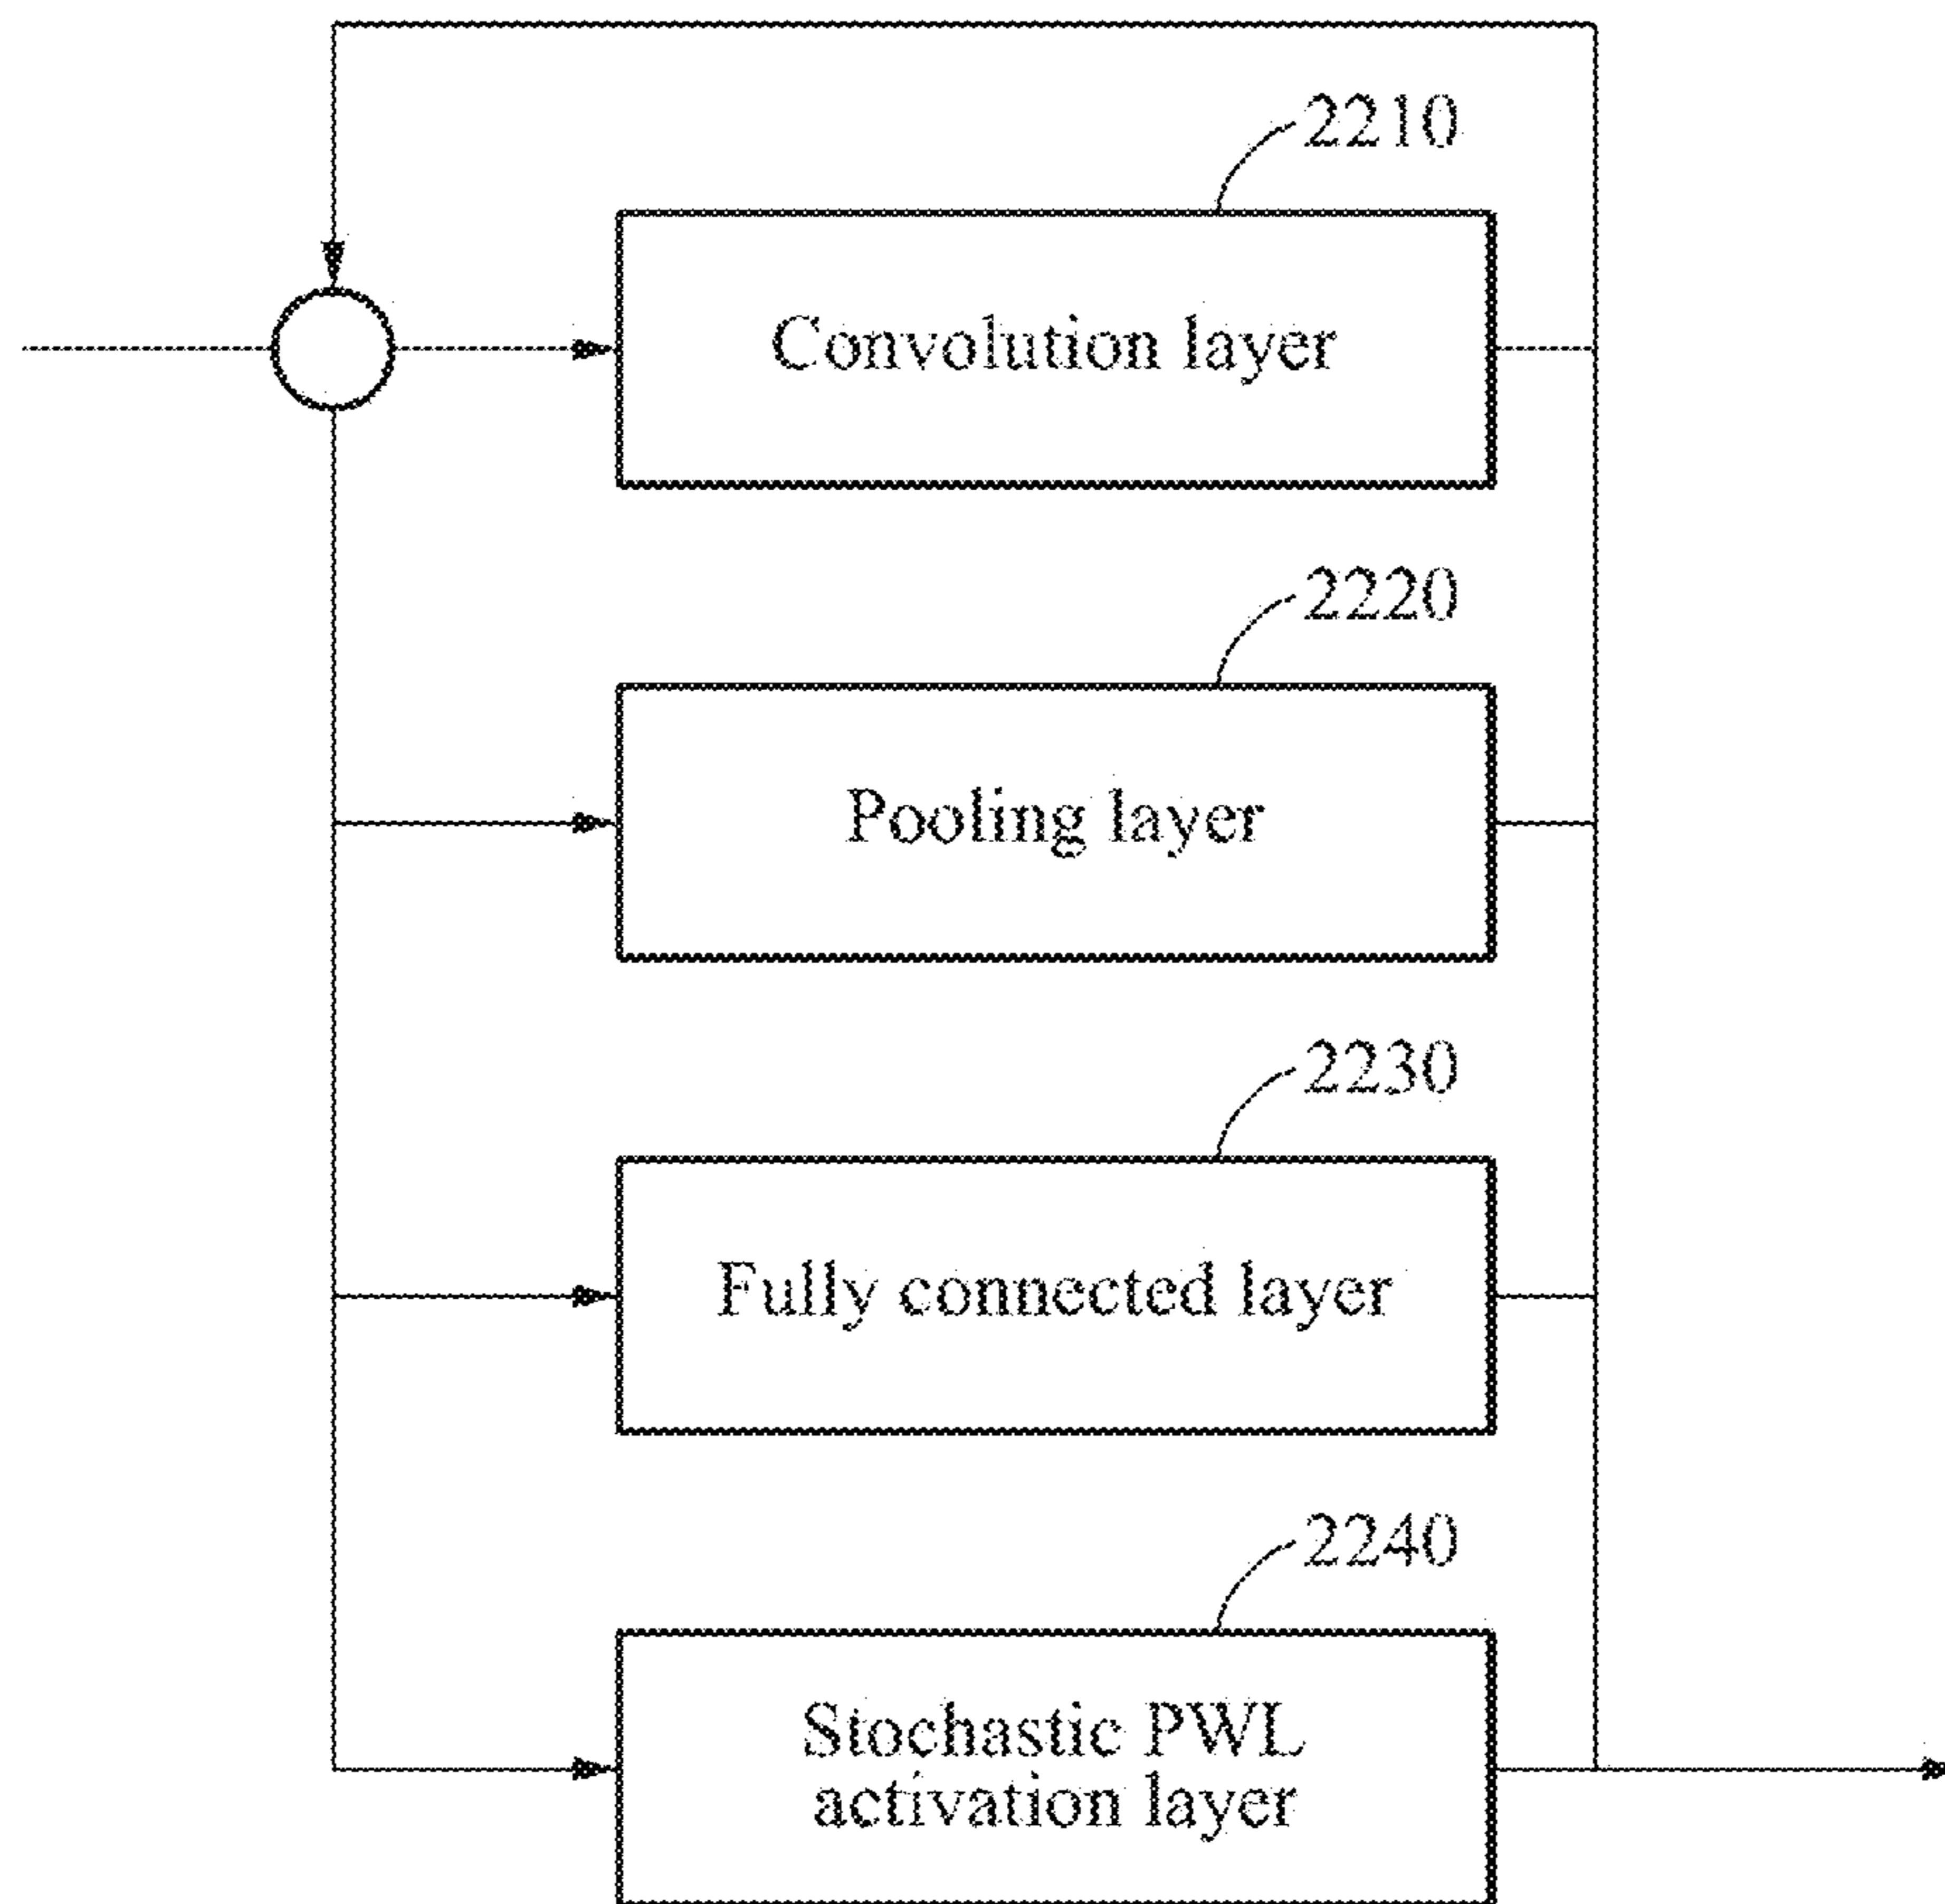 2210
Convolution layer
2220
Pooling layer
2230
Fully connected layer
2240
Stochastic PWL
activation layer